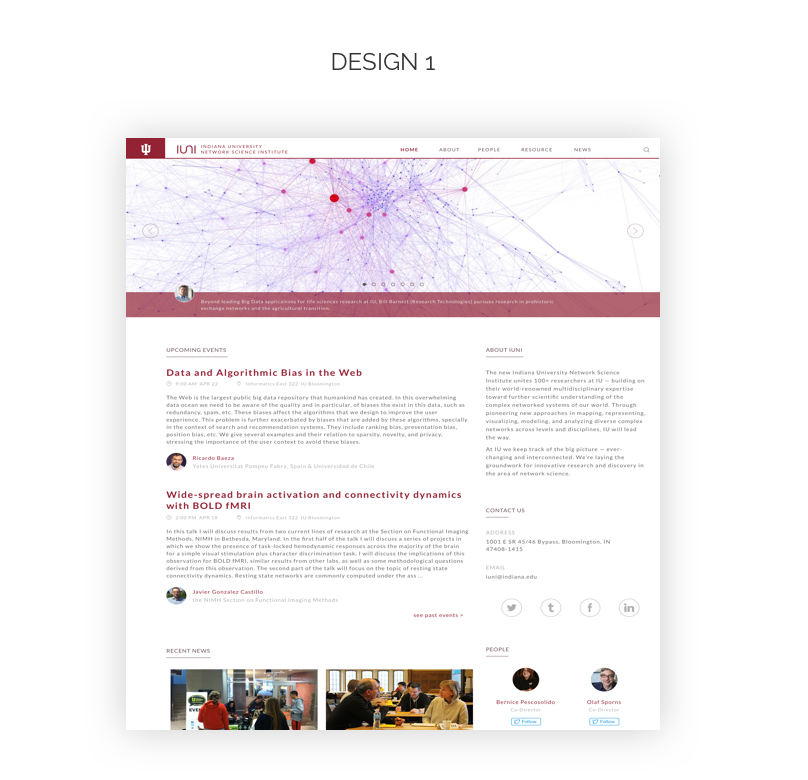 DESIGN 1
IUNI INDIANA UNIVERSITY
NETWORK SCIENCE INSTITUTE
HOME ABOUT PEOPLE RESOURCE NEWS
Beyond leading Big Data applications for life sciences research at IU, Bill Barnett (Research Technologies) pursues research in prehistoric
exchange networks and the agricultural transition.
UPCOMING EVENTS
Data and Algorithmic Bias in the Web
9:00 AM APR 22 Informatics East 322 IU Bloomington
The Web is the largest public big data repository that humankind has created. In this overwhelming
data ocean we need to be aware of the quality and in particular, of biases the exist in this data, such as
redundancy, spam, etc. These biases affect the algorithms that we design to improve the user
experience. This problem is further exacerbated by biases that are added by these algorithms, specially
in the context of search and recommendation systems. They include ranking bias, presentation bias,
position bias, etc. We give several examples and their relation to sparsity, novelty, and privacy,
stressing the importance of the user context to avoid these biases.
Ricardo Baeza
Yates Universitat Pompeu Fabra, Spain & Universidad de Chile
Wide-spread brain activation and connectivity dynamics
with BOLD fMRI
2:00 PM APR 18 Informatics East 322 IU Bloomington
In this talk I will discuss results from two current lines of research at the Section on Functional Imaging
Methods, NIMH in Bethesda, Maryland. In the first half of the talk I will discuss a series of projects in
which we show the presence of task-locked hemodynamic responses across the majority of the brain
for a simple visual stimulation plus character discrimination task. I will discuss the implications of this
observation for BOLD fMRI, similar results from other labs, as well as some methodological questions
derived from these observations. The second part of the talk will focus on the topic of resting state
connectivity dynamics. Resting state networks are commonly computed under the ass ...
Javier Gonzalez Castillo
the NIMH Section on Functional Imaging Methods
see past events >
RECENT NEWS
ABOUT IUNI
The new Indiana University Network Science
Institute unites 100+ researchers at IU — building on
their world-renowned multidisciplinary expertise
toward further scientific understanding of the
complex networked systems of our world. Through
pioneering new approaches in mapping, representing,
visualizing, modeling, and analyzing diverse complex
networks across levels and disciplines, IU will lead
the way.
At IU we keep track of the big picture — ever-
changing and interconnected. We're laying the
groundwork for innovative research and discovery in
the area of network science.
CONTACT US
ADDRESS
1001 E SR 45/46 Bypass, Bloomington, IN
47408-1415
EMAIL
iuni@indiana.edu
PEOPLE
Bernice Pescosolido Olaf Sporns
Co-Director Co-Director
Follow Follow